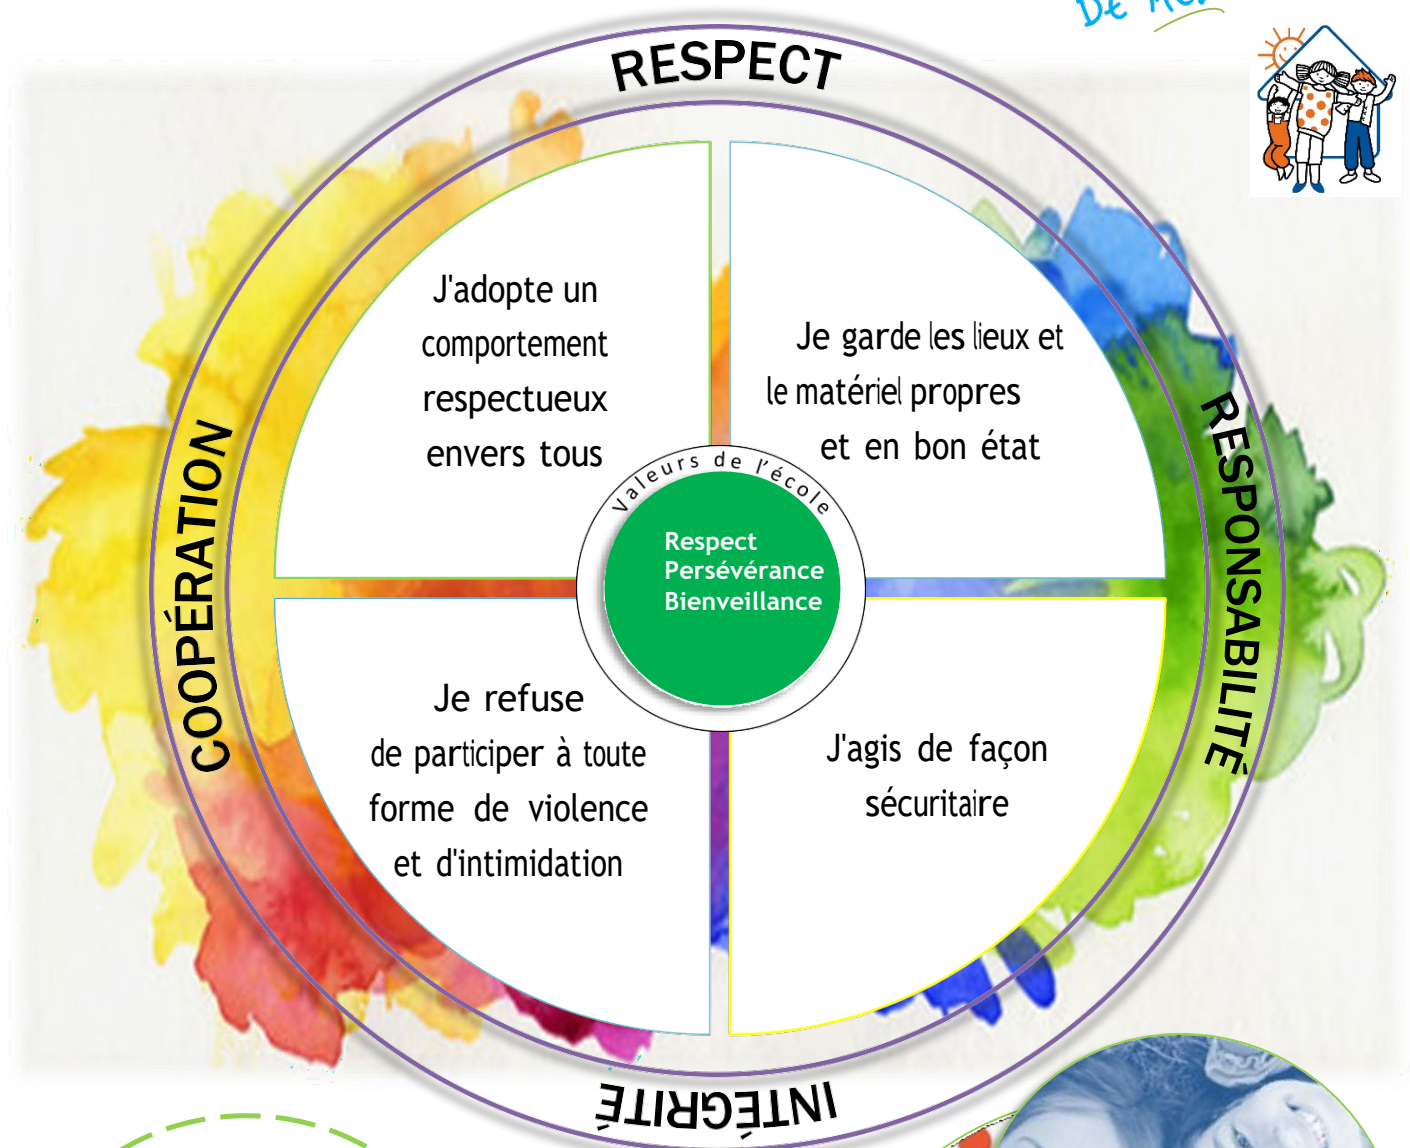 RESPECT
J'adopte un
comportement
respectueux
envers tous
Je garde les lieux et
le matériel propres
et en bon état
COOPÉRATION
Valeurs de l'école
Respect
Persévérance
Bienveillance
RESPONSABILITÉ
Je refuse
de participer à toute
forme de violence
et d'intimidation
J'agis de façon
sécuritaire
INTÉGRITÉ